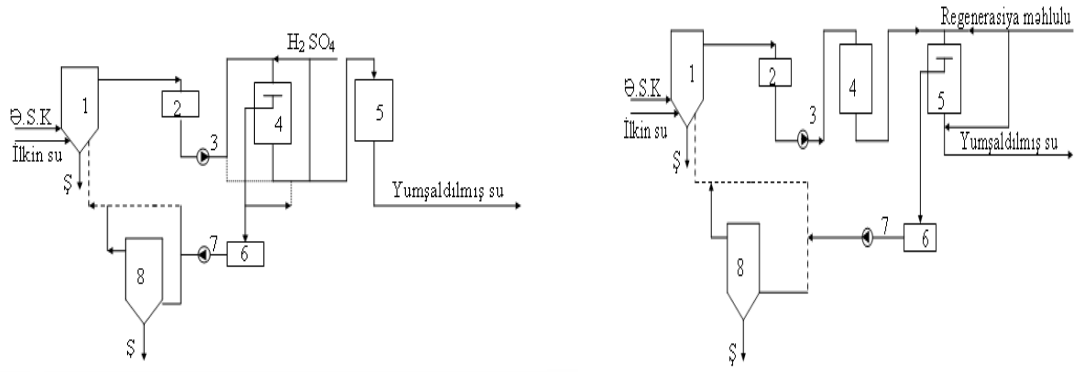 H₂SO₄
1
2
3
4
5
Ə.S.K
İlkin su
Ş
Yumşaldılmış su
7
6
8
Ş
Regenerasiya məhlulu
1
2
3
4
5
Ə.S.K
İlkin su
Yumşaldılmış su
Ş
7
6
8
Ş